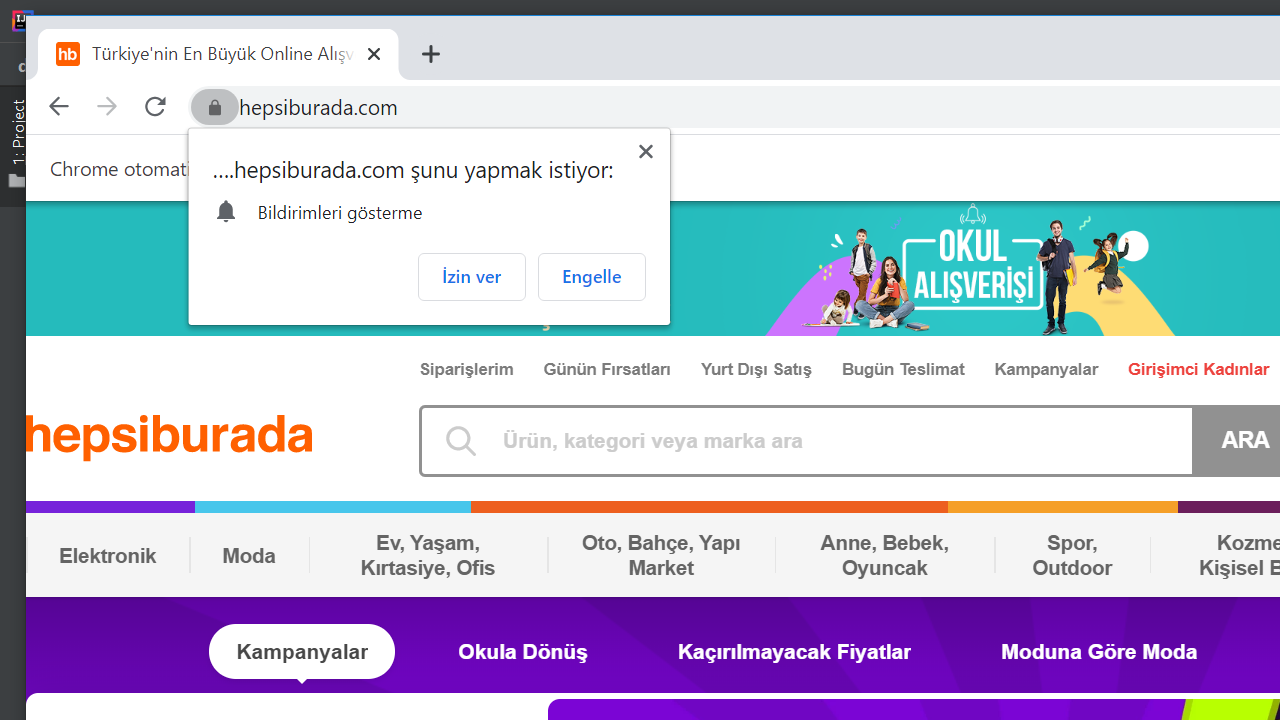 IJ
hb Türkiye'nin En Büyük Online Alışv
hepsiburada.com
1: Project
Chrome otomati
....hepsiburada.com şunu yapmak istiyor:
Bildirimleri gösterme
İzin ver
Engelle
OKUL
ALIŞVERİŞİ
Siparişlerim
Günün Fırsatları
Yurt Dışı Satış
Bugün Teslimat
Kampanyalar
Girişimci Kadınlar
hepsiburada
Ürün, kategori veya marka ara
ARA
Elektronik
Moda
Ev, Yaşam,
Kırtasiye, Ofis
Oto, Bahçe, Yapı
Market
Anne, Bebek,
Oyuncak
Spor,
Outdoor
Kozme
Kişisel B
Kampanyalar
Okula Dönüş
Kaçırılmayacak Fiyatlar
Moduna Göre Moda